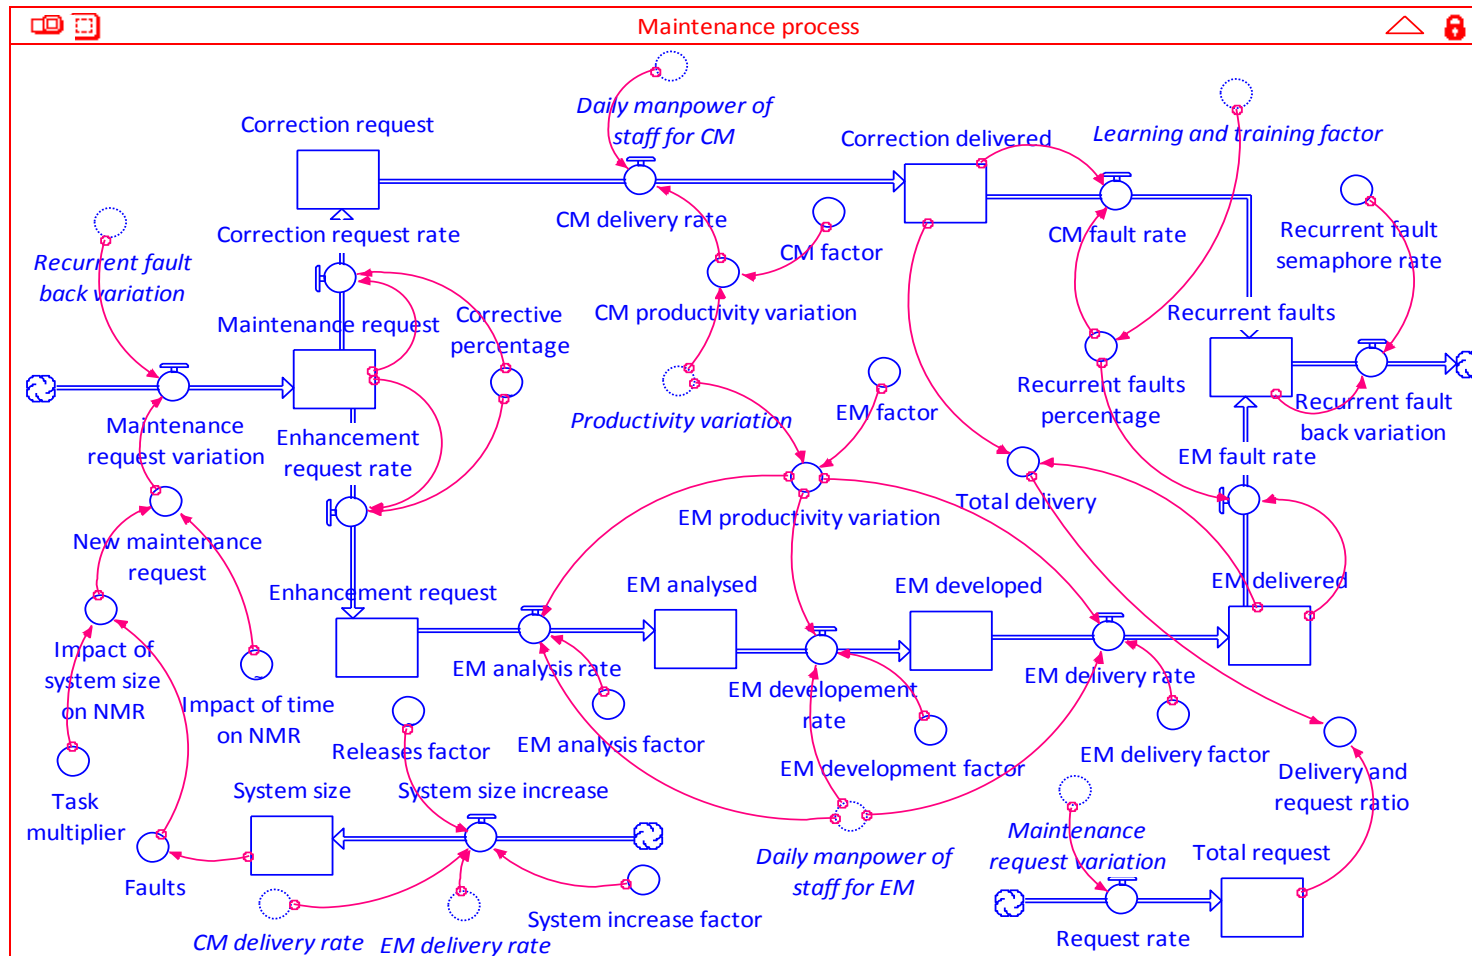 Maintenance process
Daily manpower of
staff for CM
Correction request
Correction delivered
Learning and training factor
Correction request rate
CM delivery rate
CM factor
CM fault rate
Recurrent fault
semaphore rate
Recurrent fault
back variation
Maintenance request
Corrective
percentage
CM productivity variation
Recurrent faults
Productivity variation
EM factor
Recurrent faults
percentage
Recurrent fault
back variation
Maintenance
request variation
Enhancement
request rate
EM fault rate
Total delivery
EM productivity variation
New maintenance
request
Enhancement request
EM analysed
EM developed
EM delivered
Impact of
system size
on NMR
Impact of time
on NMR
EM analysis rate
EM developement
rate
EM delivery rate
Releases factor
EM analysis factor
EM development factor
EM delivery factor
Delivery and
request ratio
Task
multiplier
System size
System size increase
Faults
Daily manpower of
staff for EM
Maintenance
request variation
Total request
CM delivery rate
EM delivery rate
System increase factor
Request rate